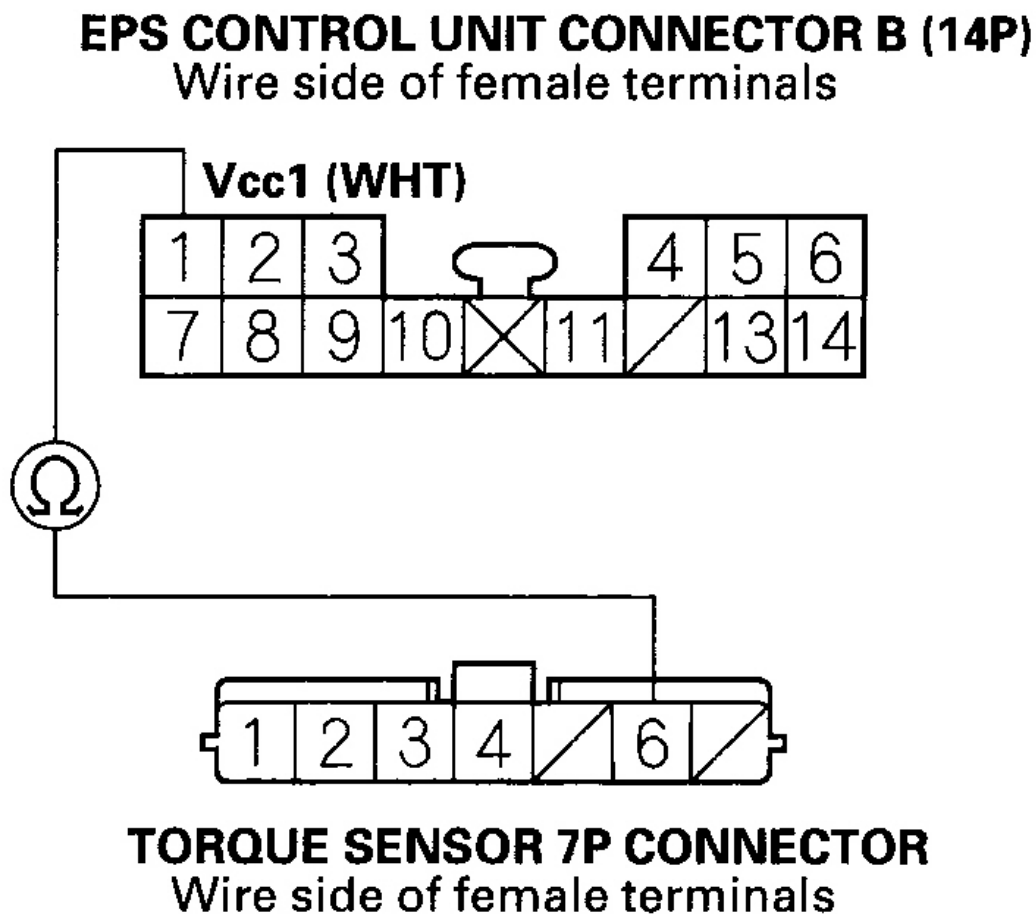 EPS CONTROL UNIT CONNECTOR B (14P)
Wire side of female terminals
Vcc1 (WHT)
1 2 3 4 5 6
7 8 9 10 11 13 14
Ω
1 2 3 4 6
TORQUE SENSOR 7P CONNECTOR
Wire side of female terminals